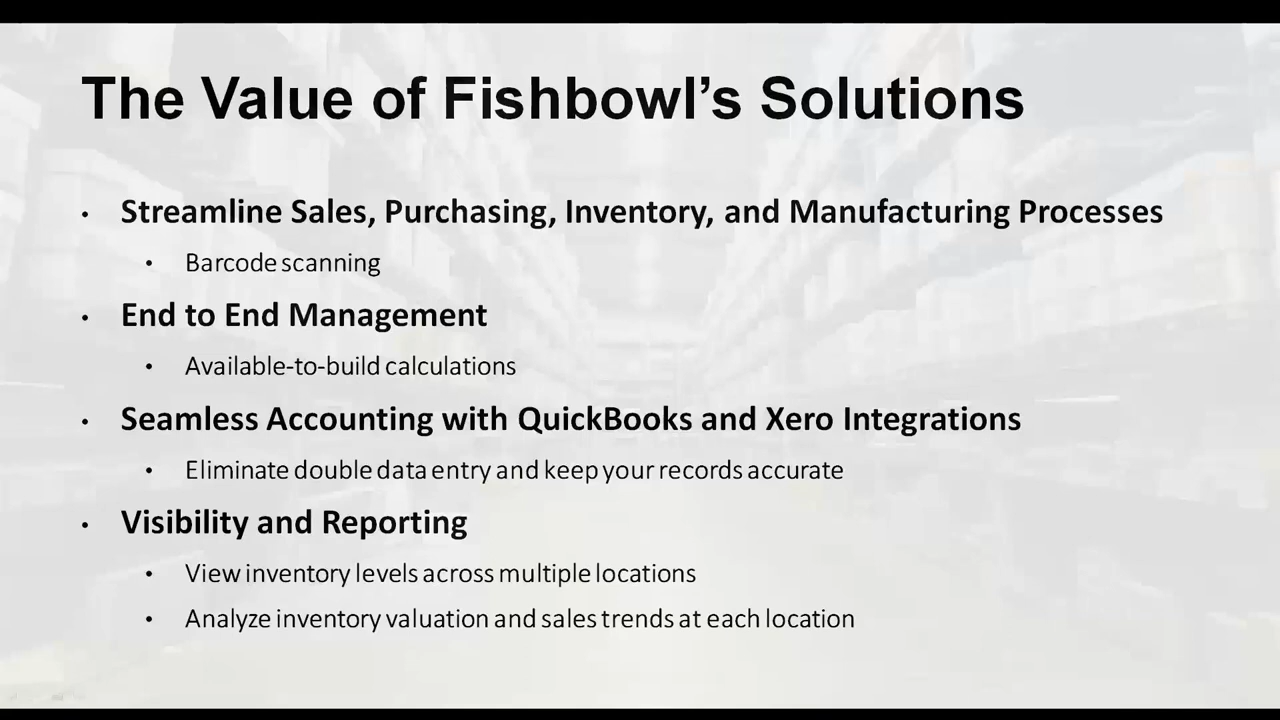 The Value of Fishbowl’s Solutions
• Streamline Sales, Purchasing, Inventory, and Manufacturing Processes
• Barcode scanning
• End to End Management
• Available-to-build calculations
• Seamless Accounting with QuickBooks and Xero Integrations
• Eliminate double data entry and keep your records accurate
• Visibility and Reporting
• View inventory levels across multiple locations
• Analyze inventory valuation and sales trends at each location